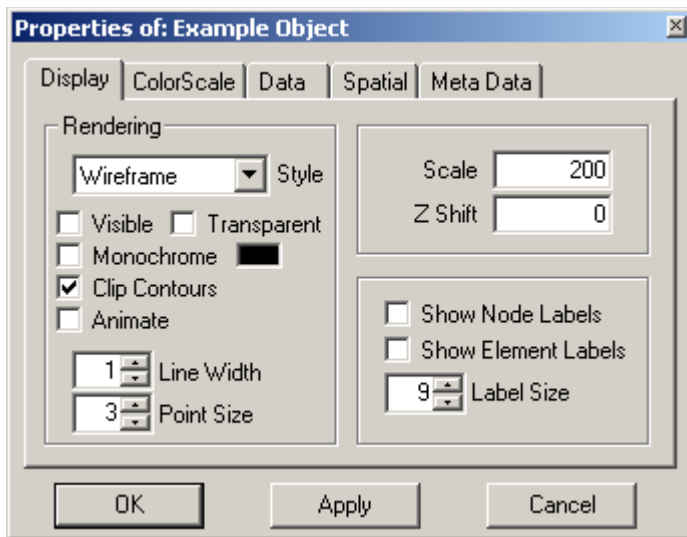 Properties of: Example Object
Display ColorScale Data Spatial Meta Data
Rendering
Wireframe Style
Visible Transparent
Monochrome
Clip Contours
Animate
1 Line Width
3 Point Size
Scale 200
Z Shift 0
Show Node Labels
Show Element Labels
9 Label Size
OK Apply Cancel